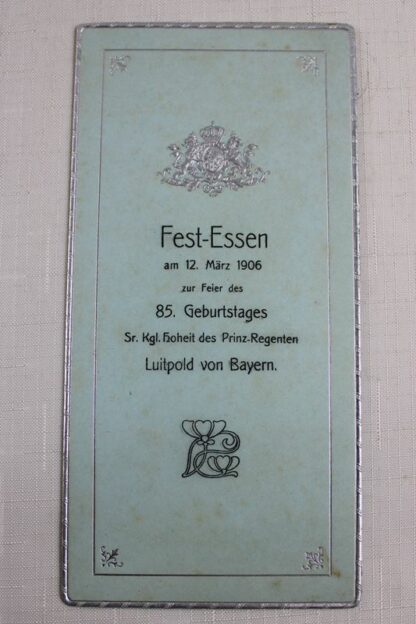 Fest-Essen
am 12. März 1906
zur Feier des
85. Geburtstages
Sr. Kgl. Hoheit des Prinz-Regenten
Luitpold von Bayern.